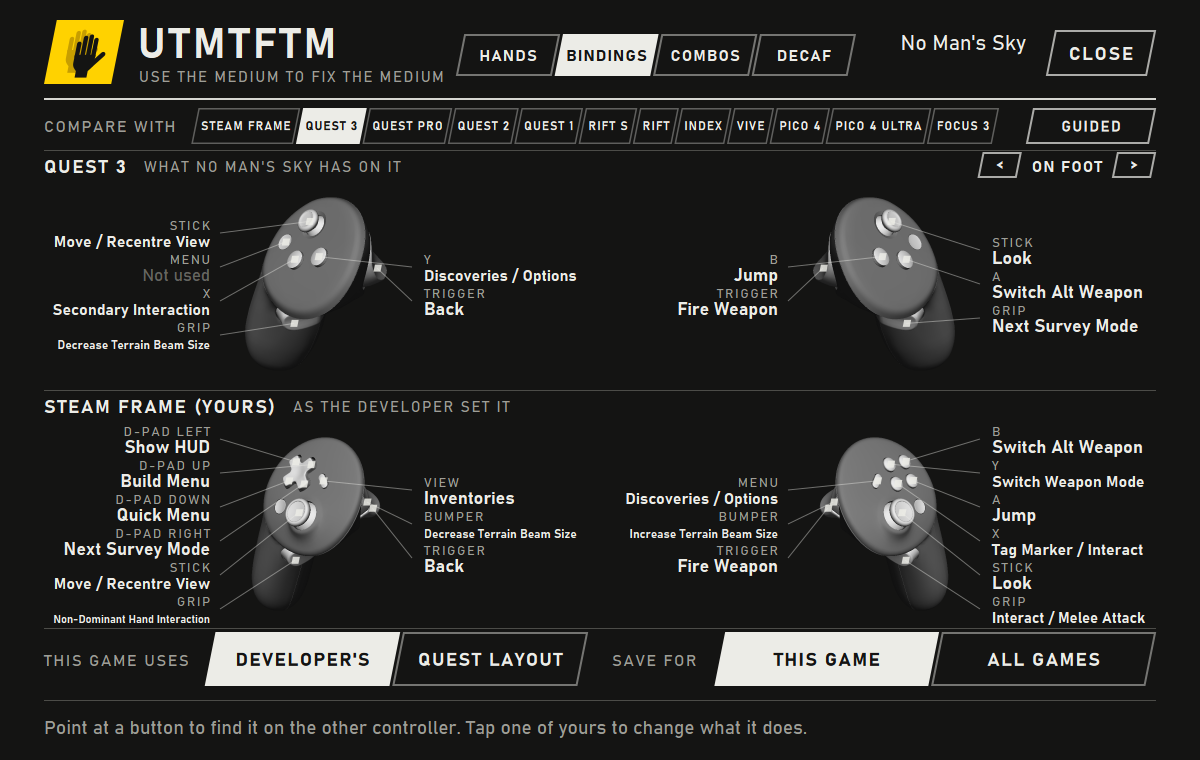 UTMTFTM
USE THE MEDIUM TO FIX THE MEDIUM
HANDS
BINDINGS
COMBOS
DECAF
No Man's Sky
CLOSE
COMPARE WITH
STEAM FRAME
QUEST 3
QUEST PRO
QUEST 2
QUEST 1
RIFT S
RIFT
INDEX
VIVE
PICO 4
PICO 4 ULTRA
FOCUS 3
GUIDED
QUEST 3 WHAT NO MAN'S SKY HAS ON IT
< ON FOOT >
STICK
Move / Recentre View
MENU
Not used
X
Secondary Interaction
GRIP
Decrease Terrain Beam Size
Y
Discoveries / Options
TRIGGER
Back
B
Jump
TRIGGER
Fire Weapon
STICK
Look
A
Switch Alt Weapon
GRIP
Next Survey Mode
STEAM FRAME (YOURS) AS THE DEVELOPER SET IT
D-PAD LEFT
Show HUD
D-PAD UP
Build Menu
D-PAD DOWN
Quick Menu
D-PAD RIGHT
Next Survey Mode
STICK
Move / Recentre View
GRIP
Non-Dominant Hand Interaction
VIEW
Inventories
BUMPER
Decrease Terrain Beam Size
TRIGGER
Back
MENU
Discoveries / Options
BUMPER
Increase Terrain Beam Size
TRIGGER
Fire Weapon
B
Switch Alt Weapon
Y
Switch Weapon Mode
A
Jump
X
Tag Marker / Interact
STICK
Look
GRIP
Interact / Melee Attack
THIS GAME USES
DEVELOPER'S
QUEST LAYOUT
SAVE FOR
THIS GAME
ALL GAMES
Point at a button to find it on the other controller. Tap one of yours to change what it does.